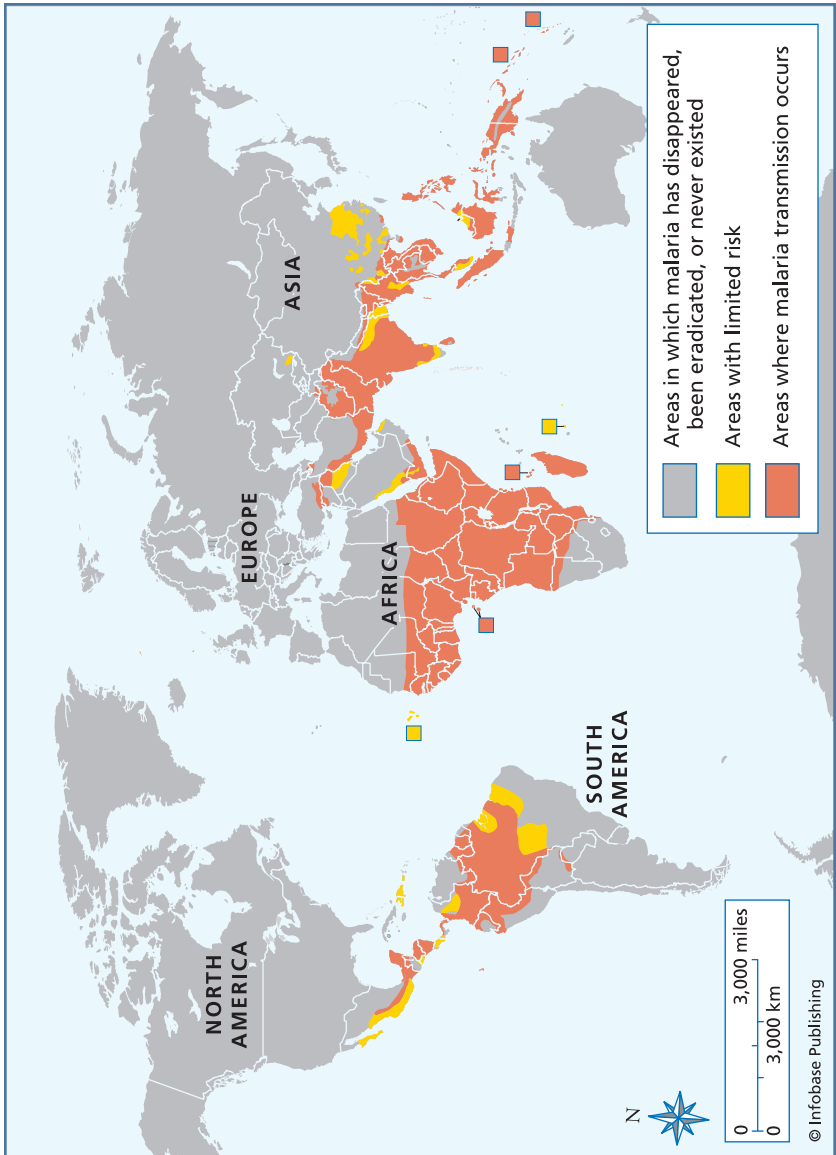 NORTH
AMERICA
EUROPE
ASIA
AFRICA
SOUTH
AMERICA
N
0 3,000 miles
0 3,000 km
Areas in which malaria has disappeared,
been eradicated, or never existed
Areas with limited risk
Areas where malaria transmission occurs
© Infobase Publishing